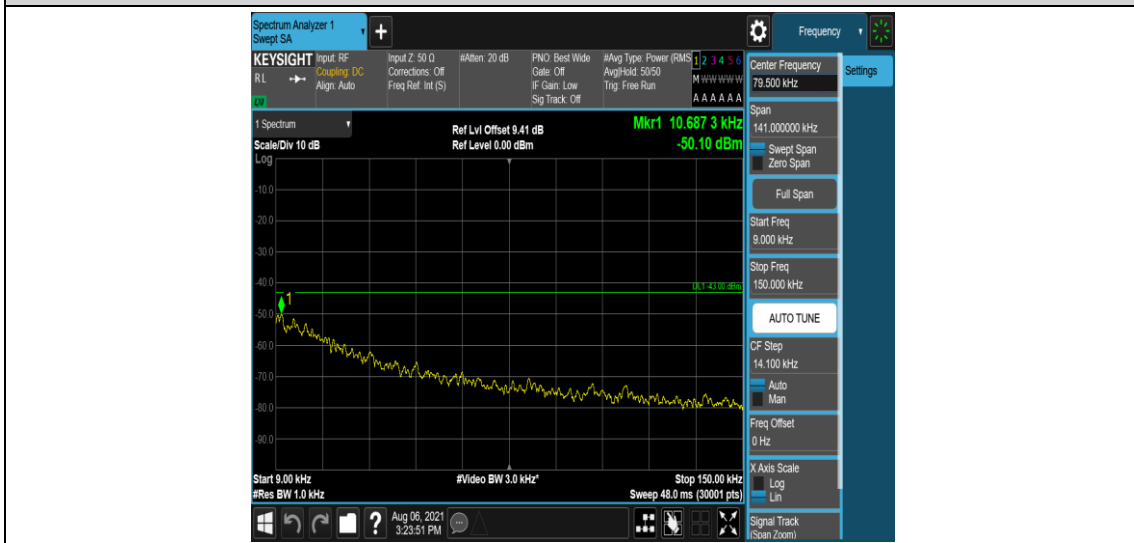 Spectrum Analyzer 1
Swept SA
+
Frequency
KEYSIGHT
RL
LXI
Input: RF
Coupling: DC
Align: Auto
Input Z: 50 Ω
Corrections: Off
Freq Ref: Int (S)
#Atten: 20 dB
PNO: Best Wide
Gate: Off
IF Gain: Low
Sig Track: Off
#Avg Type: Power (RMS
Avg|Hold: 50/50
Trig: Free Run
1 2 3 4 5 6
M W W W W W
A A A A A A
1 Spectrum
Scale/Div 10 dB
Log
Ref Lvl Offset 9.41 dB
Ref Level 0.00 dBm
Mkr1 10.687 3 kHz
-50.10 dBm
-10.0
-20.0
-30.0
-40.0
-50.0
-60.0
-70.0
-80.0
-90.0
DL1 -43.00 dBm
1
Start 9.00 kHz
#Res BW 1.0 kHz
#Video BW 3.0 kHz*
Stop 150.00 kHz
Sweep 48.0 ms (30001 pts)
Aug 06, 2021
3:23:51 PM
?
Center Frequency
79.500 kHz
Settings
Span
141.000000 kHz
Swept Span
Zero Span
Full Span
Start Freq
9.000 kHz
Stop Freq
150.000 kHz
AUTO TUNE
CF Step
14.100 kHz
Auto
Man
Freq Offset
0 Hz
X Axis Scale
Log
Lin
Signal Track
(Span Zoom)